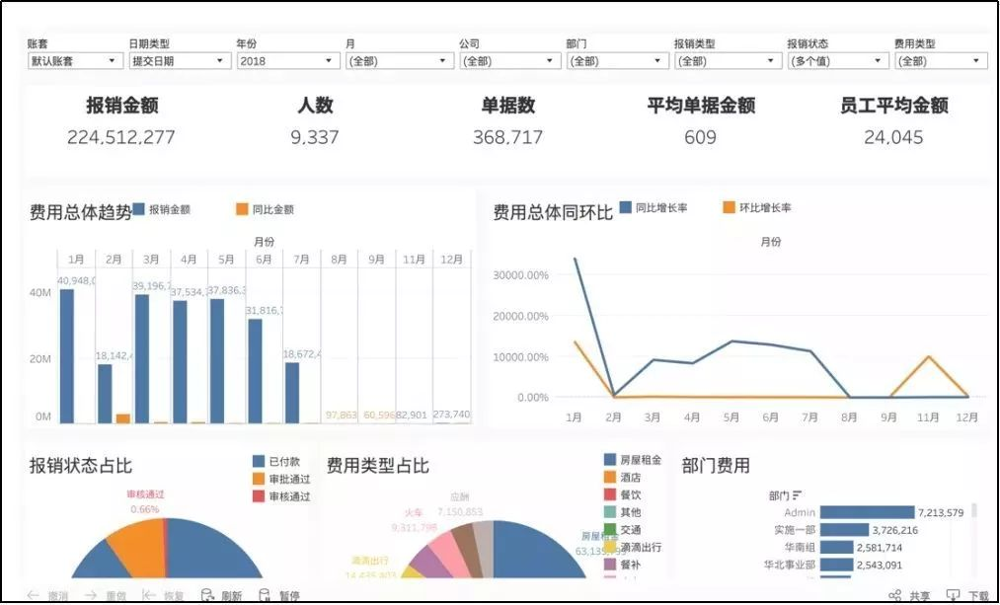 账套 日期类型 年份 月 公司 部门 报销类型 报销状态 费用类型
默认账套 提交日期 2018 (全部) (全部) (全部) (全部) (多个值) (全部)
报销金额 人数 单据数 平均单据金额 员工平均金额
224,512,277 9,337 368,717 609 24,045
费用总体趋势 报销金额 同比金额
月份
1月 2月 3月 4月 5月 6月 7月 8月 9月 11月 12月
40M
20M
0M
40,948,0 18,142,4 39,196,7 37,534,7 37,836,3 31,816,7 18,672,4 97,863 60,596 82,901 273,740
费用总体同环比 同比增长率 环比增长率
月份
30000.00%
20000.00%
10000.00%
0.00%
1月 2月 3月 4月 5月 6月 7月 8月 9月 11月 12月
报销状态占比
已付款
审批通过
审核通过
审核通过
0.66%
费用类型占比
房屋租金
酒店
餐饮
其他
交通
滴滴出行
餐补
应酬
7,150,853
火车
9,311,796
滴滴出行
14,435,403
房屋租金
部门费用
部门
Admin 7,213,579
实施一部 3,726,216
华南组 2,581,714
华北事业部 2,543,091
撤消 重做 恢复 刷新 暂停 共享 下载